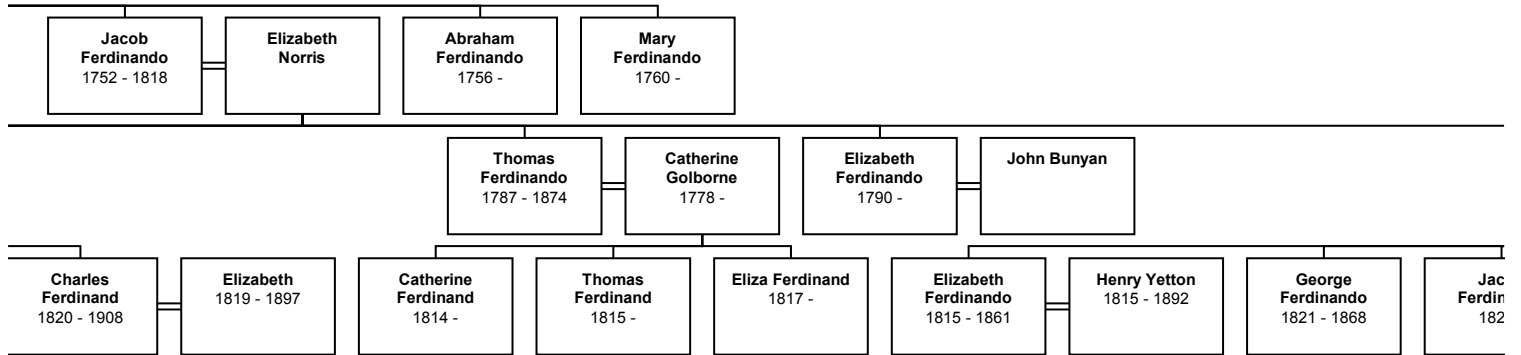 Jacob
Ferdinando
1752 - 1818
Elizabeth
Norris
Abraham
Ferdinando
1756 -
Mary
Ferdinando
1760 -
Thomas
Ferdinando
1787 - 1874
Catherine
Golborne
1778 -
Elizabeth
Ferdinando
1790 -
John Bunyan
Charles
Ferdinand
1820 - 1908
Elizabeth
1819 - 1897
Catherine
Ferdinand
1814 -
Thomas
Ferdinand
1815 -
Eliza Ferdinand
1817 -
Elizabeth
Ferdinando
1815 - 1861
Henry Yetton
1815 - 1892
George
Ferdinando
1821 - 1868